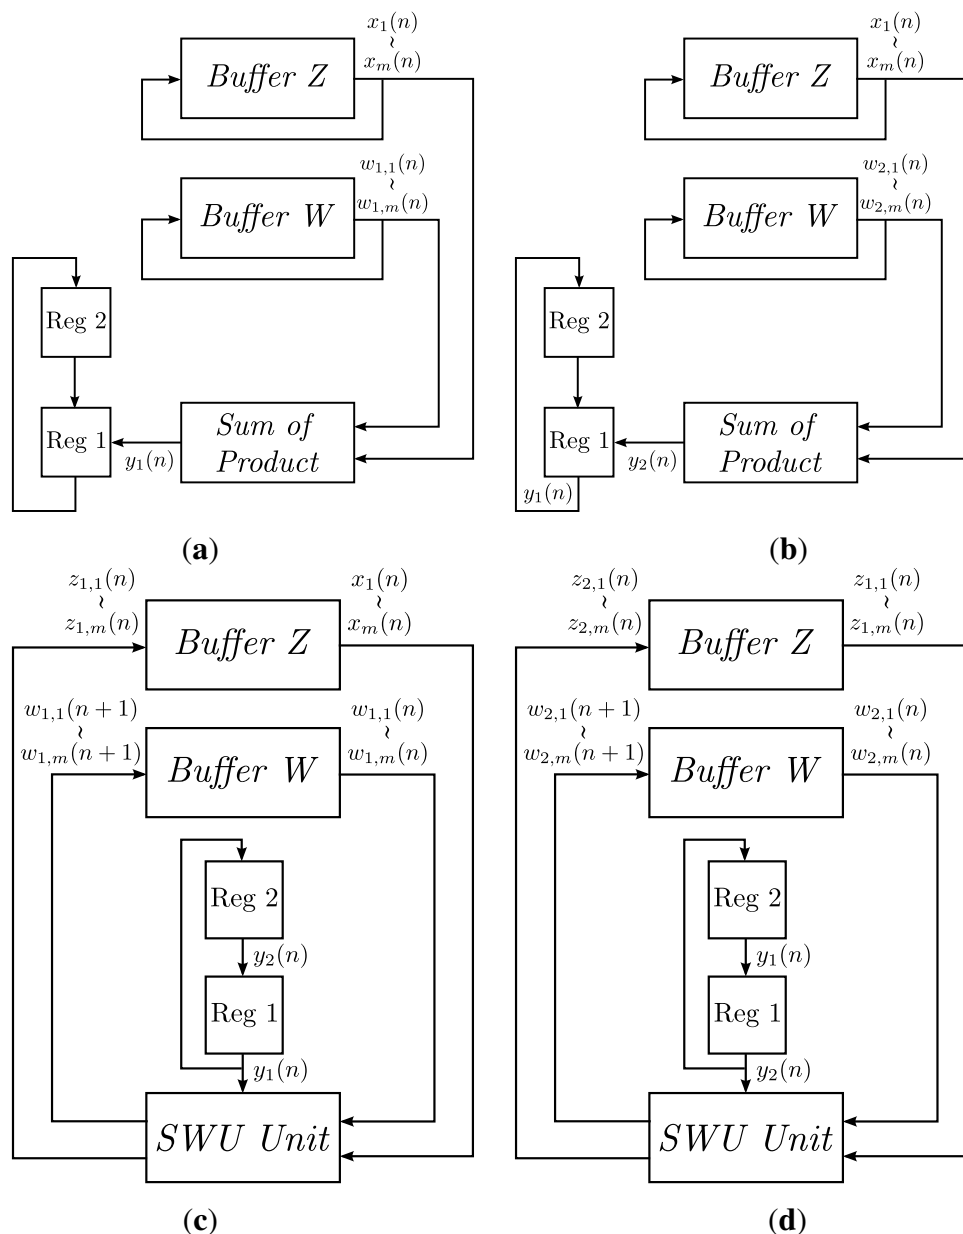 x₁(n)
~
xₘ(n)
Buffer Z
w₁,₁(n)
~
w₁,ₘ(n)
Buffer W
Reg 2
Reg 1
y₁(n)
Sum of
Product
(a)
x₁(n)
~
xₘ(n)
Buffer Z
w₂,₁(n)
~
w₂,ₘ(n)
Buffer W
Reg 2
Reg 1
y₂(n)
y₁(n)
Sum of
Product
(b)
z₁,₁(n)
~
z₁,ₘ(n)
Buffer Z
x₁(n)
~
xₘ(n)
w₁,₁(n + 1)
~
w₁,ₘ(n + 1)
Buffer W
w₁,₁(n)
~
w₁,ₘ(n)
Reg 2
y₂(n)
Reg 1
y₁(n)
SWU Unit
(c)
z₂,₁(n)
~
z₂,ₘ(n)
Buffer Z
z₁,₁(n)
~
z₁,ₘ(n)
w₂,₁(n + 1)
~
w₂,ₘ(n + 1)
Buffer W
w₂,₁(n)
~
w₂,ₘ(n)
Reg 2
y₁(n)
Reg 1
y₂(n)
SWU Unit
(d)